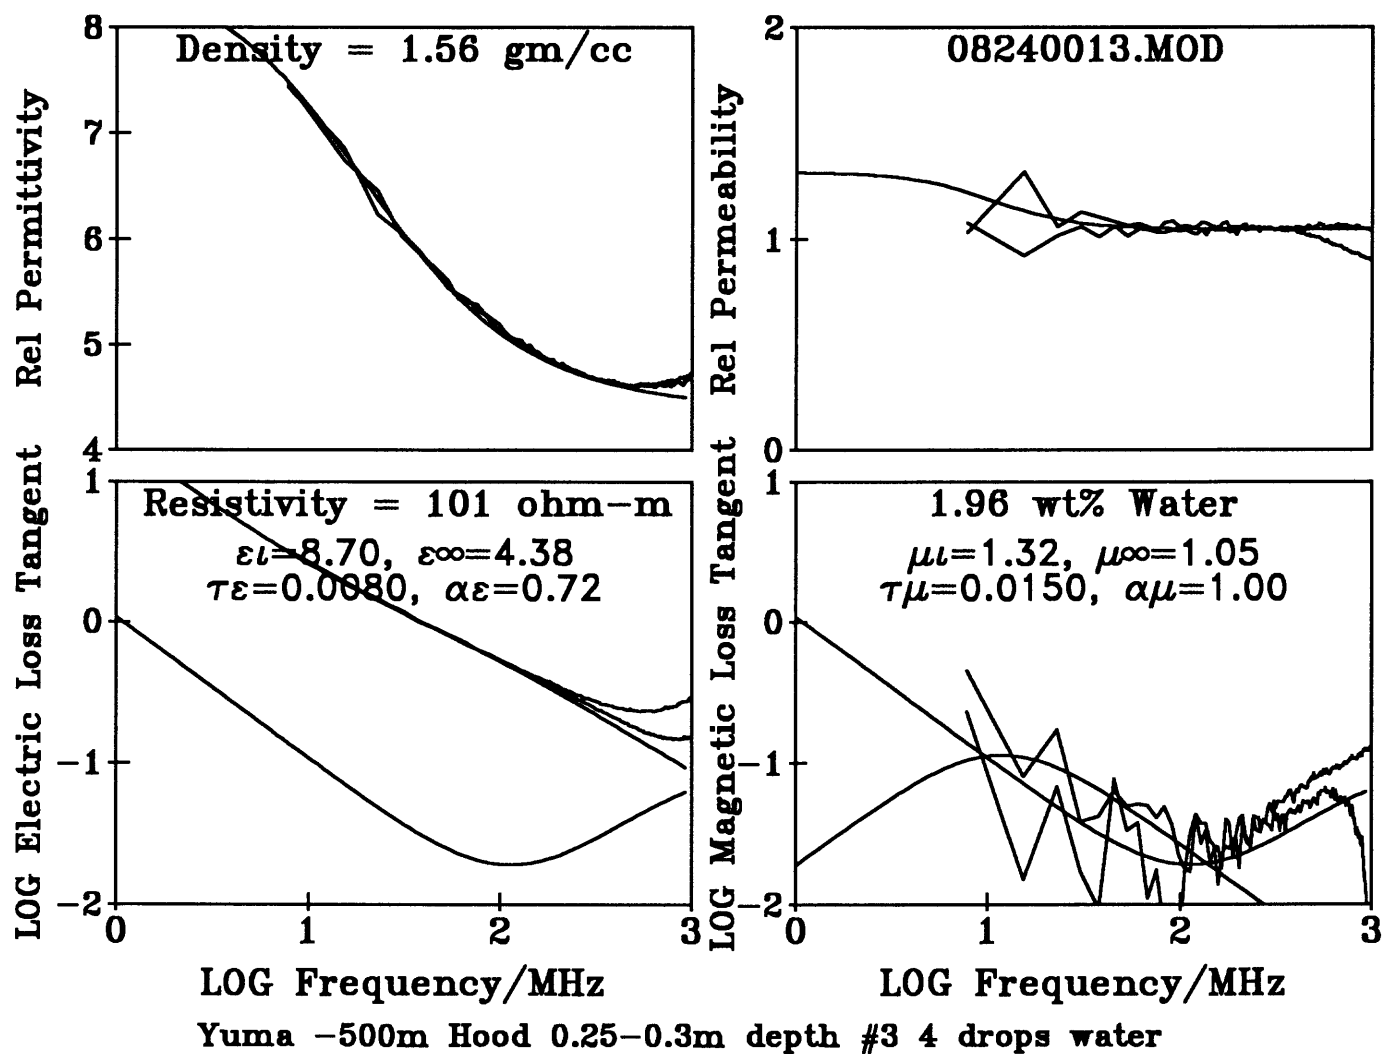 Density = 1.56 gm/cc
08240013.MOD
8
7
6
5
4
Rel Permittivity
2
1
0
Rel Permeability
Resistivity = 101 ohm-m
ει=8.70, ε∞=4.38
τε=0.0080, αε=0.72
1.96 wt% Water
μι=1.32, μ∞=1.05
τμ=0.0150, αμ=1.00
1
0
-1
-2
LOG Electric Loss Tangent
1
0
-1
-2
LOG Magnetic Loss Tangent
0 1 2 3
0 1 2 3
LOG Frequency/MHz
LOG Frequency/MHz
Yuma -500m Hood 0.25-0.3m depth #3 4 drops water